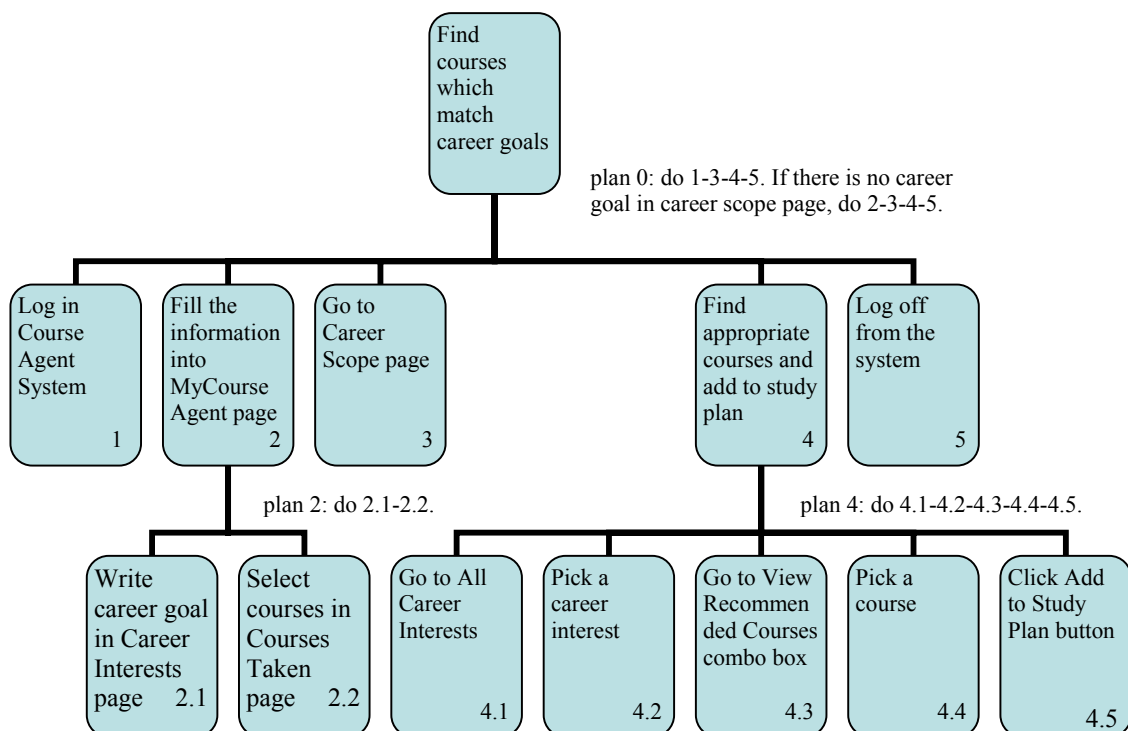 Find
courses
which
match
career goals
plan 0: do 1-3-4-5. If there is no career
goal in career scope page, do 2-3-4-5.
Log in
Course
Agent
System
1
Fill the
information
into
MyCourse
Agent page
2
Go to
Career
Scope page
3
Find
appropriate
courses and
add to study
plan
4
Log off
from the
system
5
plan 2: do 2.1-2.2.
plan 4: do 4.1-4.2-4.3-4.4-4.5.
Write
career goal
in Career
Interests
page 2.1
Select
courses in
Courses
Taken
page 2.2
Go to All
Career
Interests
4.1
Pick a
career
interest
4.2
Go to View
Recommen
ded Courses
combo box
4.3
Pick a
course
4.4
Click Add
to Study
Plan button
4.5